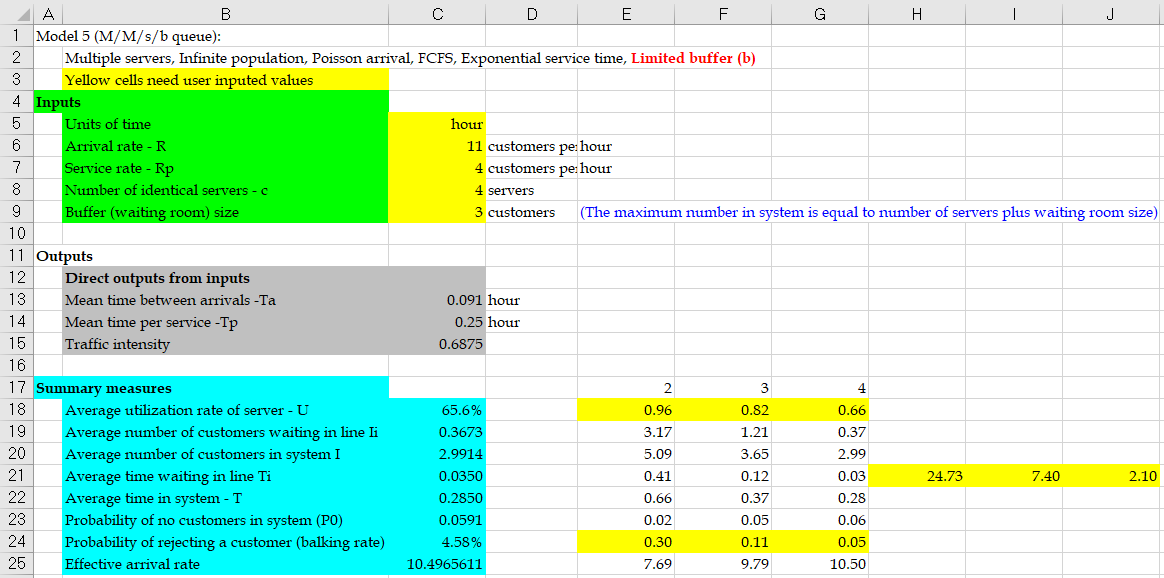 A B C D E F G H I J
1 Model 5 (M/M/s/b queue):
2 Multiple servers, Infinite population, Poisson arrival, FCFS, Exponential service time, Limited buffer (b)
3 Yellow cells need user inputed values
4 Inputs
5 Units of time hour
6 Arrival rate - R 11 customers per hour
7 Service rate - Rp 4 customers per hour
8 Number of identical servers - c 4 servers
9 Buffer (waiting room) size 3 customers (The maximum number in system is equal to number of servers plus waiting room size)
10
11 Outputs
12 Direct outputs from inputs
13 Mean time between arrivals -Ta 0.091 hour
14 Mean time per service -Tp 0.25 hour
15 Traffic intensity 0.6875
16
17 Summary measures 2 3 4
18 Average utilization rate of server - U 65.6% 0.96 0.82 0.66
19 Average number of customers waiting in line Ii 0.3673 3.17 1.21 0.37
20 Average number of customers in system I 2.9914 5.09 3.65 2.99
21 Average time waiting in line Ti 0.0350 0.41 0.12 0.03 24.73 7.40 2.10
22 Average time in system - T 0.2850 0.66 0.37 0.28
23 Probability of no customers in system (P0) 0.0591 0.02 0.05 0.06
24 Probability of rejecting a customer (balking rate) 4.58% 0.30 0.11 0.05
25 Effective arrival rate 10.4965611 7.69 9.79 10.50